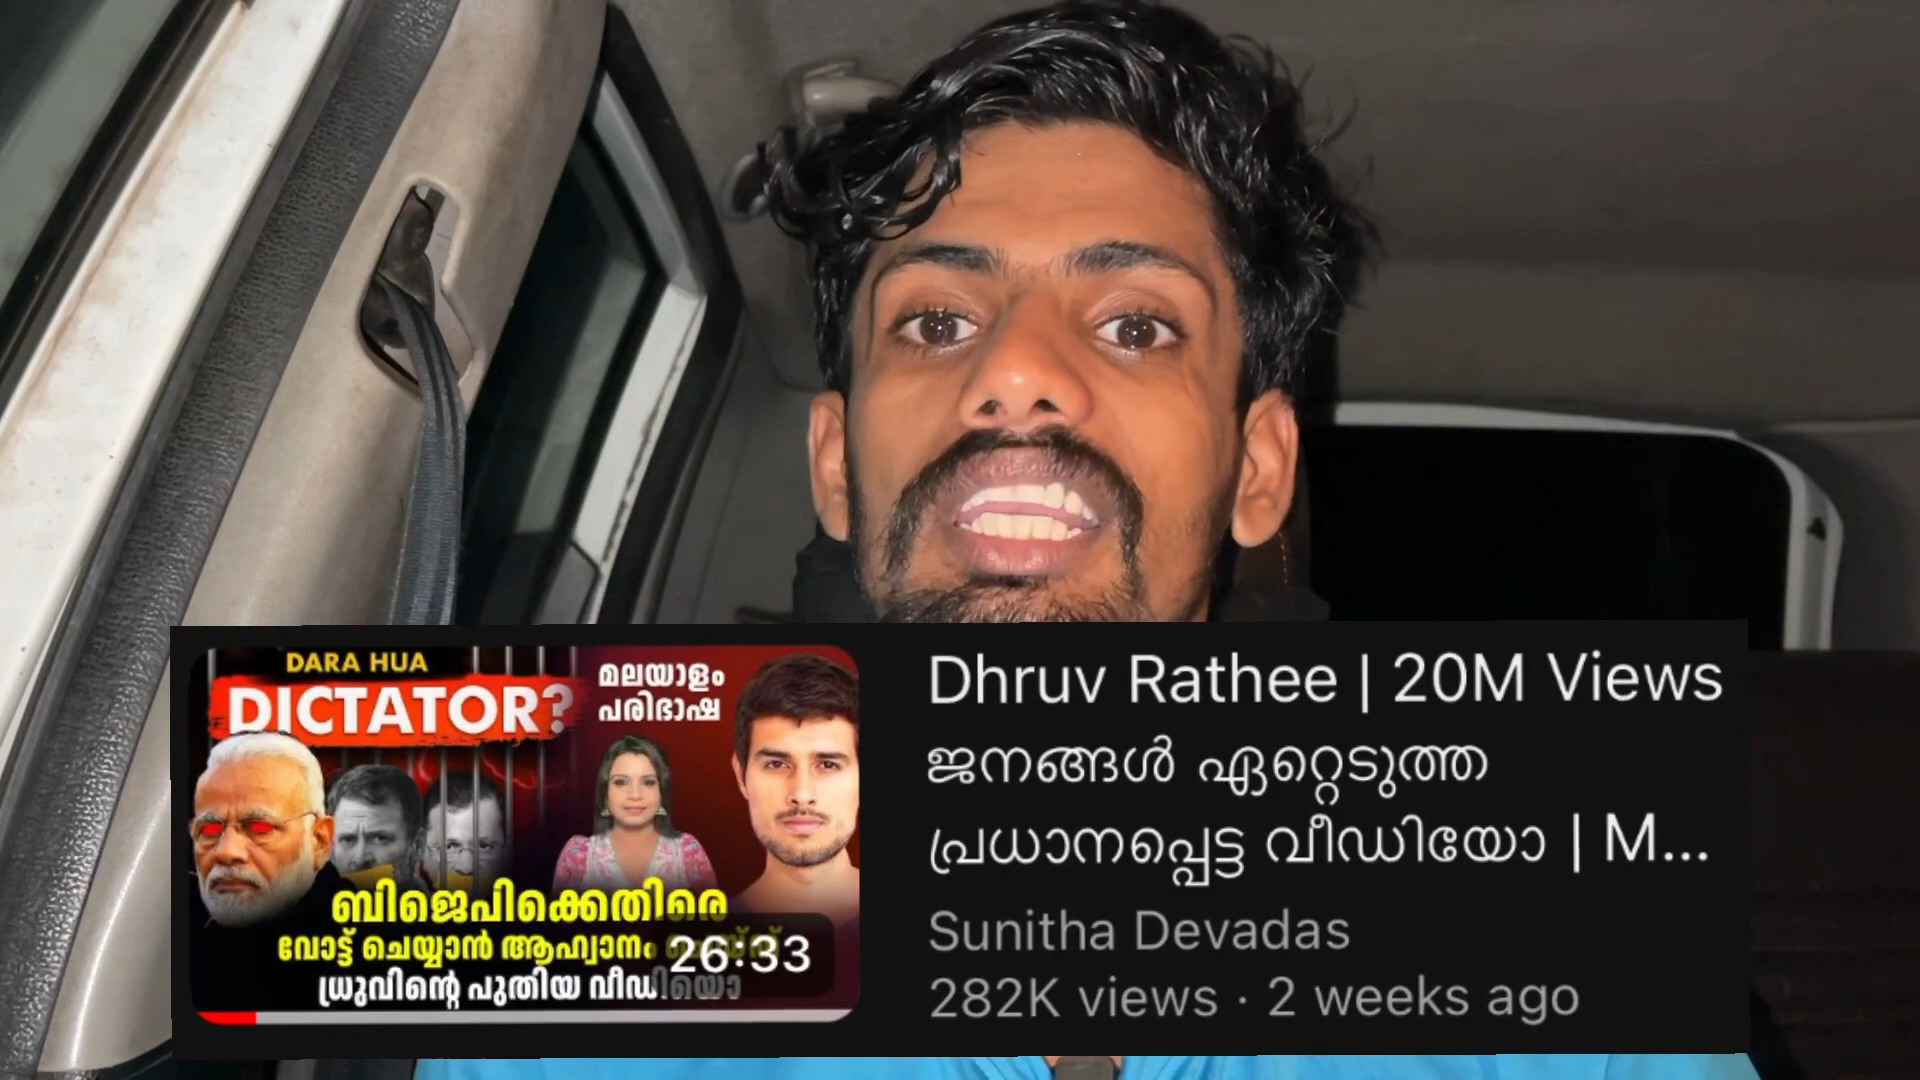 DARA HUA
DICTATOR?
മലയാളം
പരിഭാഷ
ബിജെപിക്കെതിരെ
വോട്ട് ചെയ്യാൻ ആഹ്വാനം
ധ്രുവിന്റെ പുതിയ വീഡിയൊ
26:33
Dhruv Rathee | 20M Views
ജനങ്ങൾ ഏറ്റെടുത്ത
പ്രധാനപ്പെട്ട വീഡിയോ | M...
Sunitha Devadas
282K views · 2 weeks ago